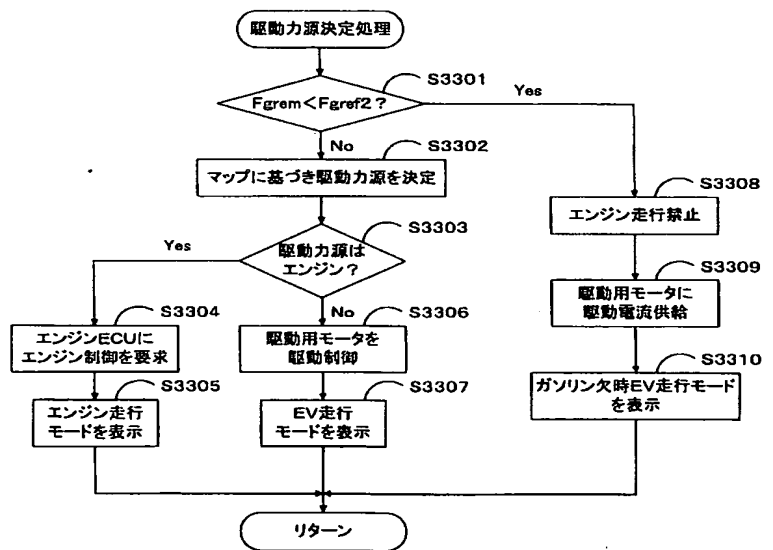 駆動力源決定処理
S3301
Fgrem<Fgref2?
Yes
No
S3302
マップに基づき駆動力源を決定
S3303
駆動力源は
エンジン?
Yes
No
S3304
エンジンECUに
エンジン制御を要求
S3305
エンジン走行
モードを表示
S3306
駆動用モータを
駆動制御
S3307
EV走行
モードを表示
S3308
エンジン走行禁止
S3309
駆動用モータに
駆動電流供給
S3310
ガソリン欠時EV走行モード
を表示
リターン